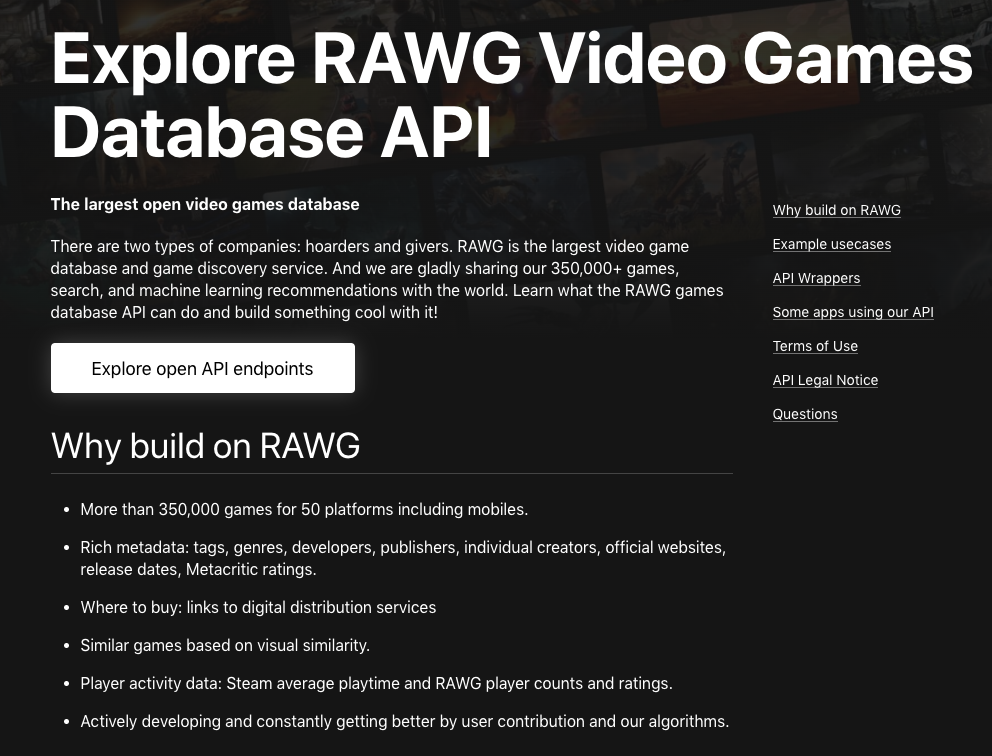 Explore RAWG Video Games
Database API
The largest open video games database
There are two types of companies: hoarders and givers. RAWG is the largest video game
database and game discovery service. And we are gladly sharing our 350,000+ games,
search, and machine learning recommendations with the world. Learn what the RAWG games
database API can do and build something cool with it!
Explore open API endpoints
Why build on RAWG
• More than 350,000 games for 50 platforms including mobiles.
• Rich metadata: tags, genres, developers, publishers, individual creators, official websites,
release dates, Metacritic ratings.
• Where to buy: links to digital distribution services
• Similar games based on visual similarity.
• Player activity data: Steam average playtime and RAWG player counts and ratings.
• Actively developing and constantly getting better by user contribution and our algorithms.
Why build on RAWG
Example usecases
API Wrappers
Some apps using our API
Terms of Use
API Legal Notice
Questions